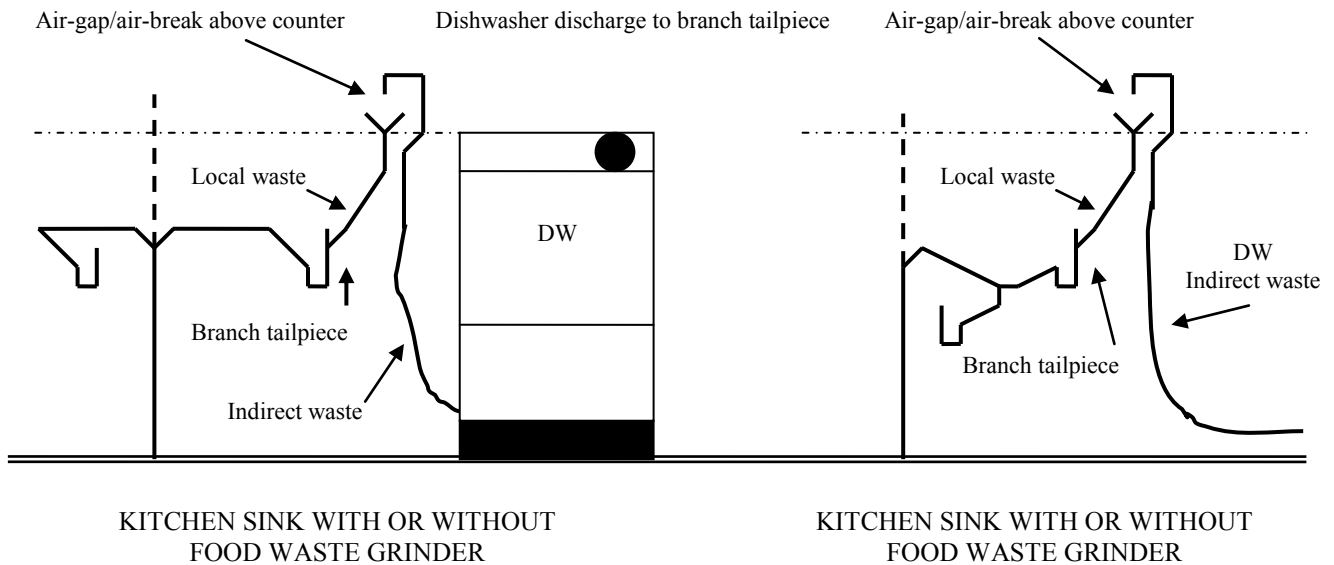 Air-gap/air-break above counter
Dishwasher discharge to branch tailpiece
Air-gap/air-break above counter
Local waste
DW
Branch tailpiece
Indirect waste
Local waste
DW
Indirect waste
Branch tailpiece
KITCHEN SINK WITH OR WITHOUT
FOOD WASTE GRINDER
KITCHEN SINK WITH OR WITHOUT
FOOD WASTE GRINDER